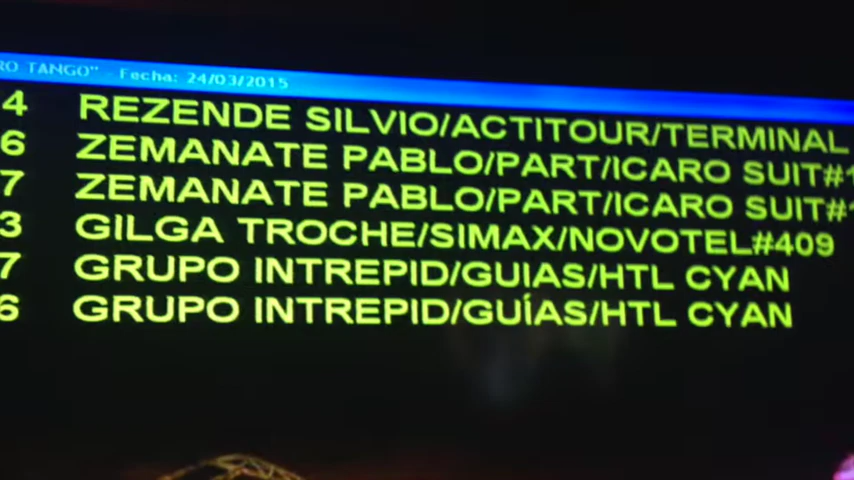 RO TANGO" - Fecha: 24/03/2015
4 REZENDE SILVIO/ACTITOUR/TERMINAL
6 ZEMANATE PABLO/PART/ICARO SUIT#1
7 ZEMANATE PABLO/PART/ICARO SUIT#
3 GILGA TROCHE/SIMAX/NOVOTEL#409
7 GRUPO INTREPID/GUIAS/HTL CYAN
6 GRUPO INTREPID/GUÍAS/HTL CYAN